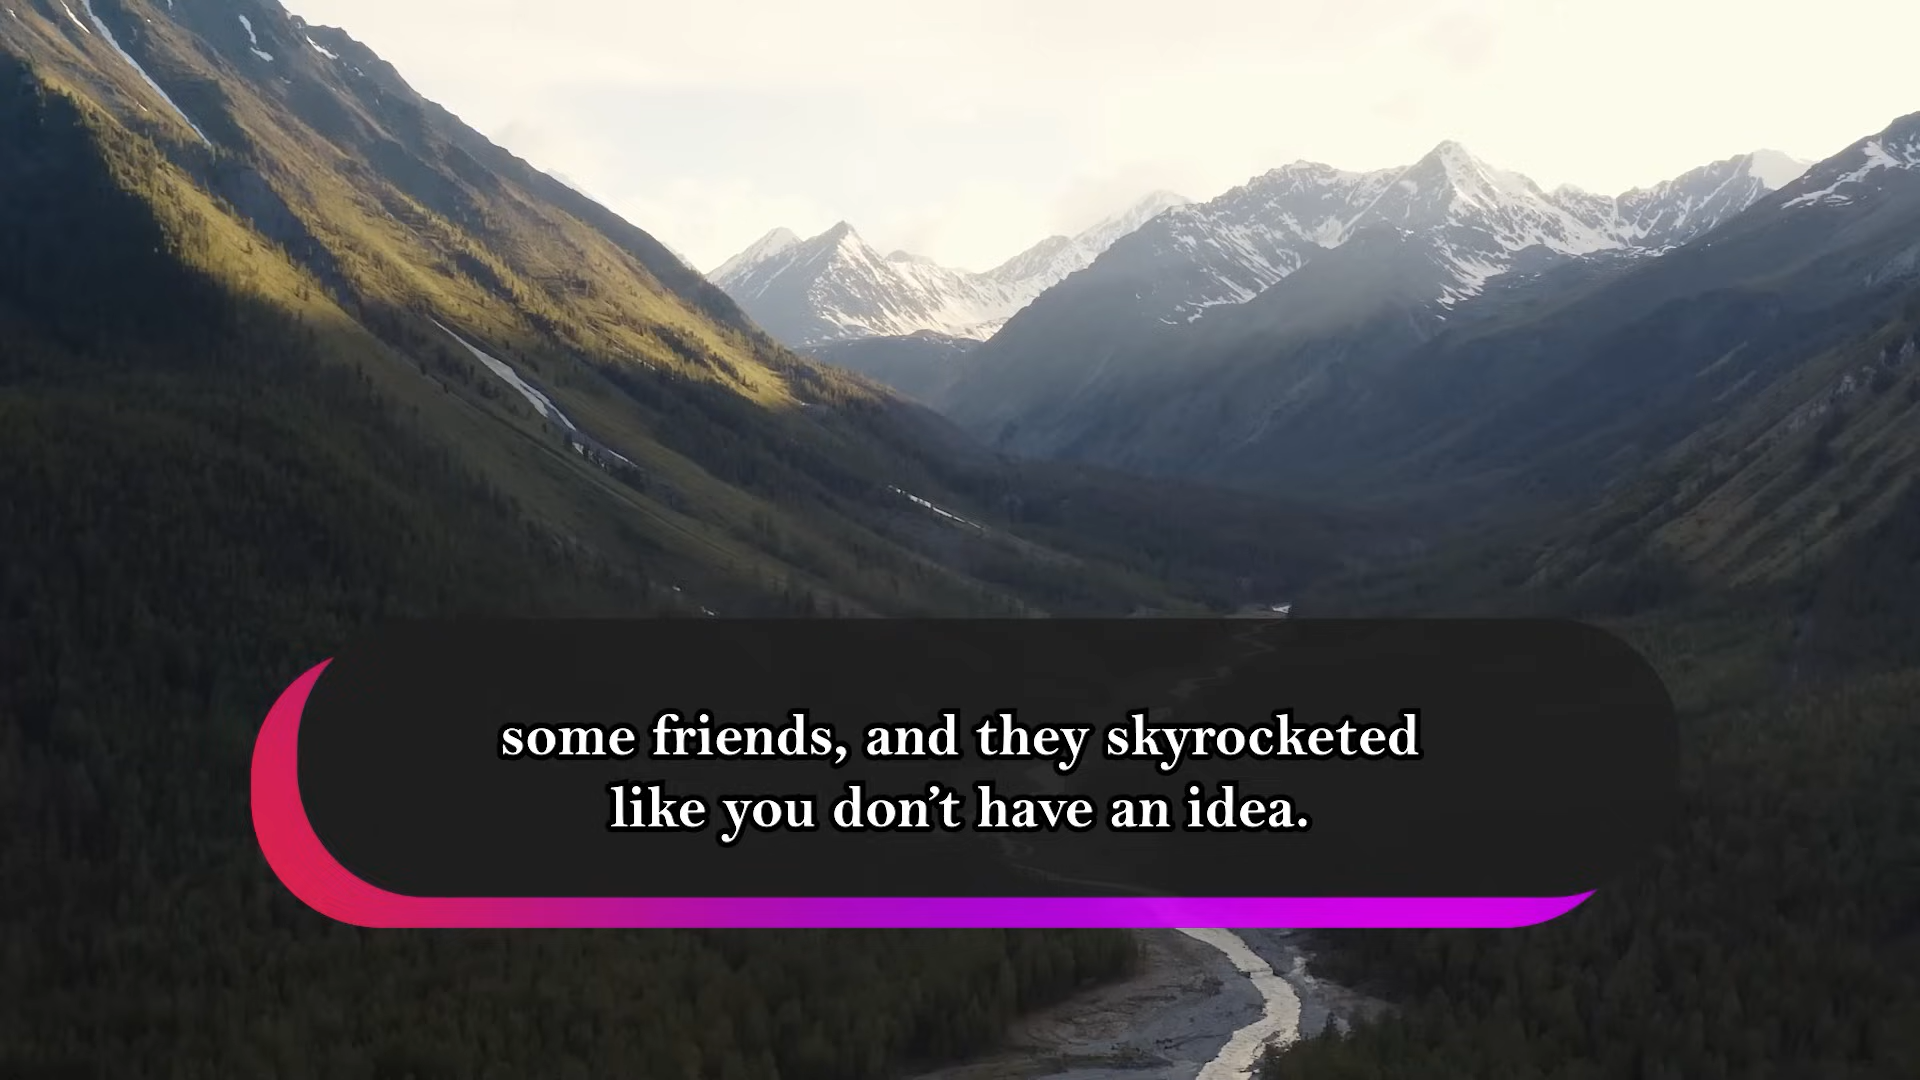 some friends, and they skyrocketed
like you don’t have an idea.